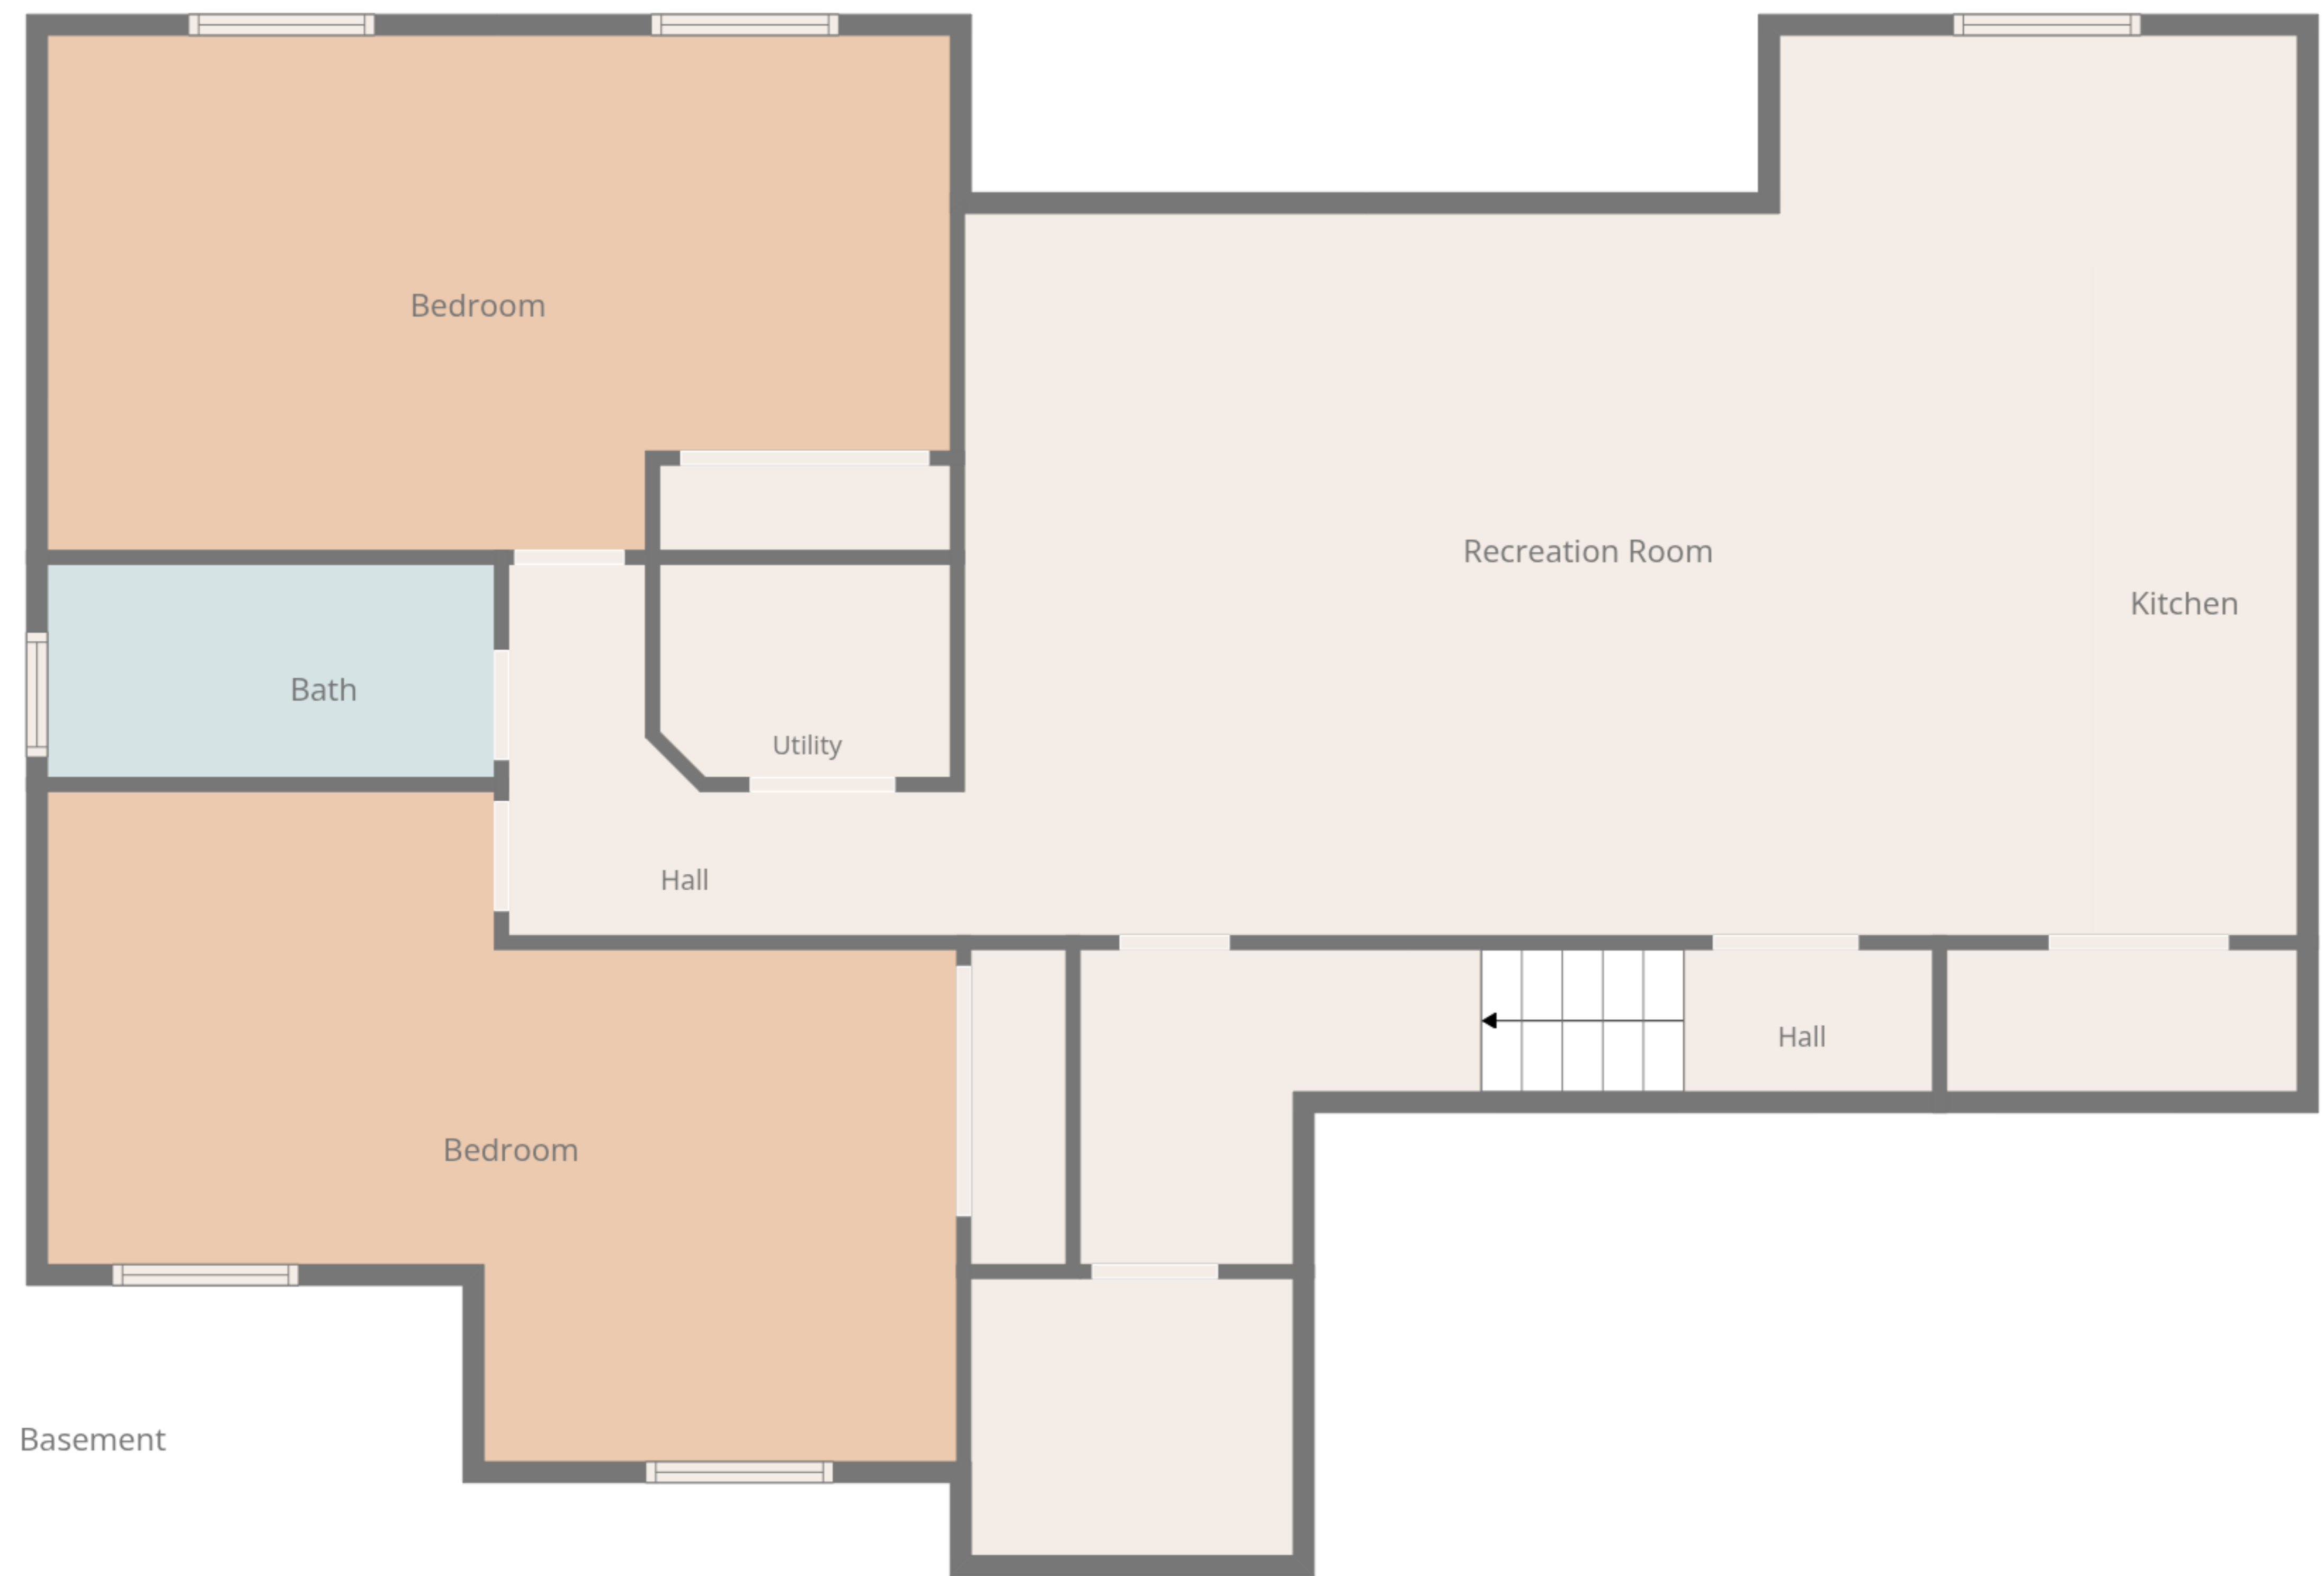 Bedroom
Recreation Room
Kitchen
Bath
Utility
Hall
Hall
Bedroom
Basement